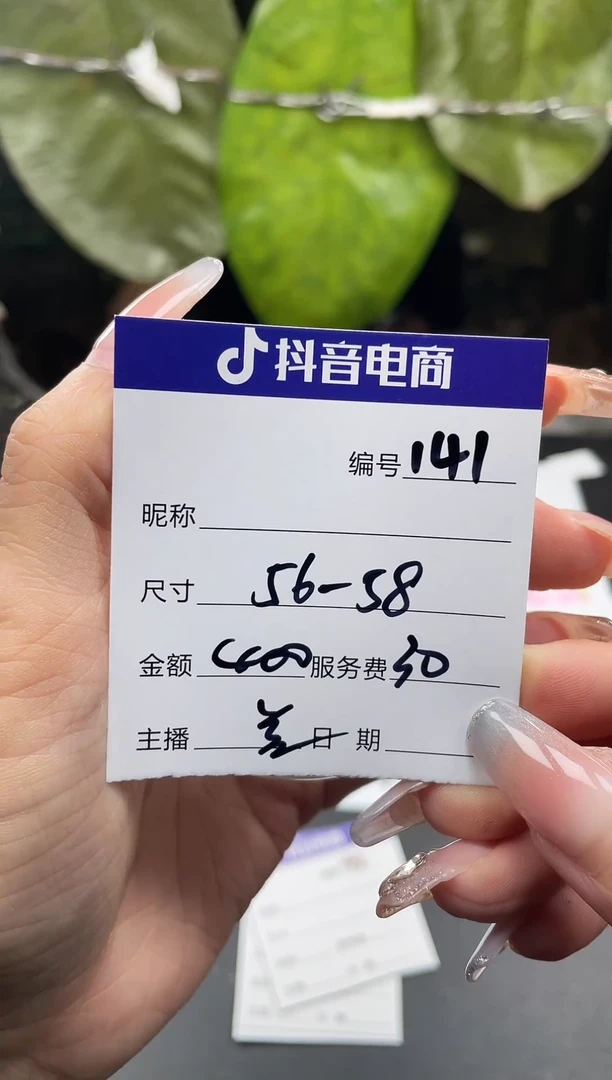 抖音电商
编号 141
昵称
尺寸 56-58
金额 400 服务费 50
主播 日期